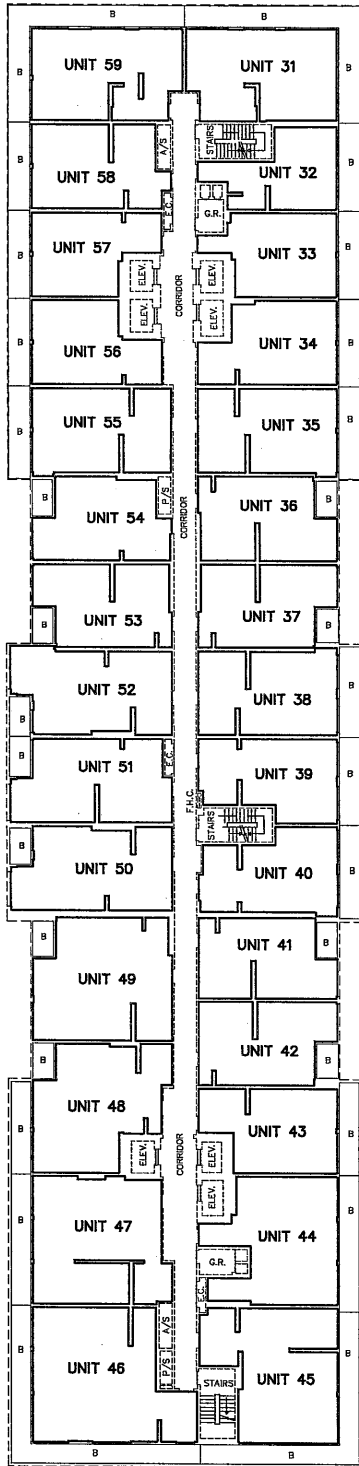 B
B
UNIT 59
UNIT 31
B
STAIRS
A/S
B
UNIT 58
UNIT 32
B
E.C.
G.R.
B
UNIT 57
UNIT 33
B
ELEV.
ELEV.
CORRIDOR
ELEV.
ELEV.
B
UNIT 56
UNIT 34
B
B
UNIT 55
UNIT 35
B
P/S
B
UNIT 54
CORRIDOR
UNIT 36
B
UNIT 53
UNIT 37
B
B
UNIT 52
UNIT 38
B
B
B
UNIT 51
E.C.
UNIT 39
B
F.H.C.
STAIRS
B
UNIT 50
UNIT 40
B
B
UNIT 41
B
UNIT 49
UNIT 42
B
B
UNIT 48
UNIT 43
B
B
ELEV.
CORRIDOR
ELEV.
ELEV.
B
UNIT 47
UNIT 44
B
G.R.
E.C.
A/S
B
UNIT 46
P/S
STAIRS
UNIT 45
B
B
B